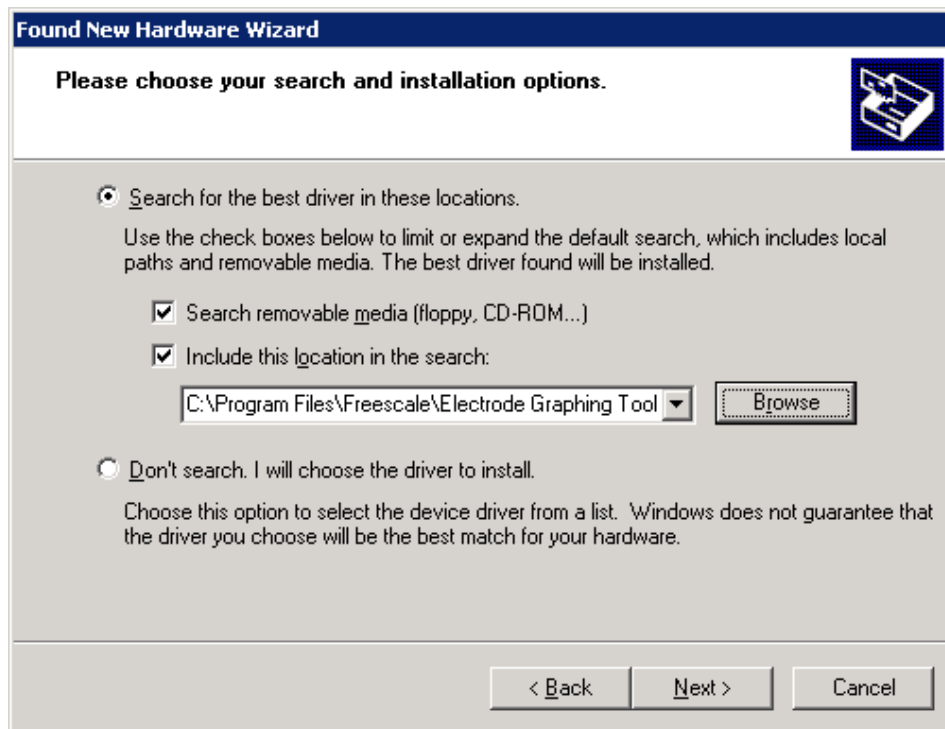 Found New Hardware Wizard
Please choose your search and installation options.
Search for the best driver in these locations.
Use the check boxes below to limit or expand the default search, which includes local
paths and removable media. The best driver found will be installed.
Search removable media (floppy, CD-ROM...)
Include this location in the search:
C:\Program Files\Freescale\Electrode Graphing Tool
Browse
Don't search. I will choose the driver to install.
Choose this option to select the device driver from a list. Windows does not guarantee that
the driver you choose will be the best match for your hardware.
< Back
Next >
Cancel